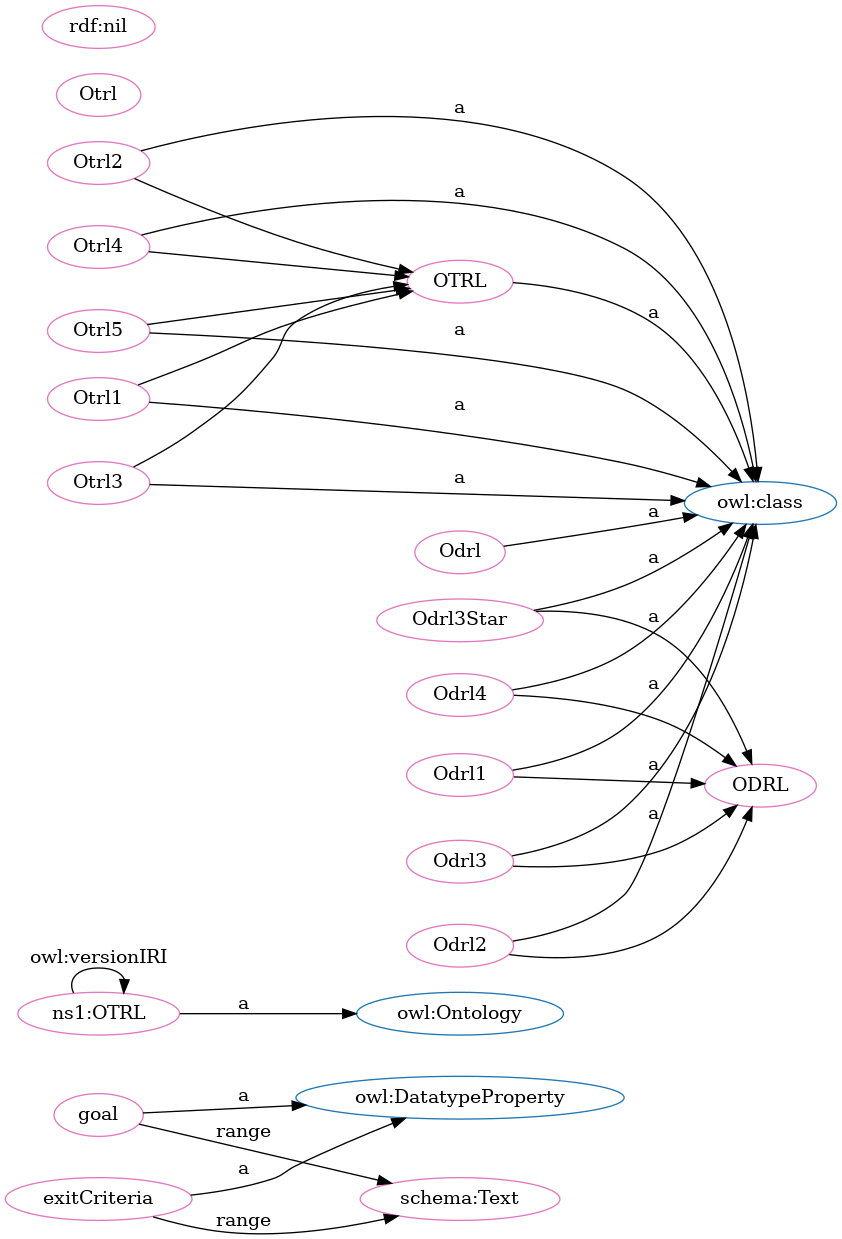 rdf:nil
Otrl
a
Otrl2
a
Otrl4
OTRL
a
Otrl5
a
Otrl1
a
Otrl3
a
owl:class
a
Odrl
a
Odrl3Star
a
Odrl4
a
Odrl1
a
ODRL
a
Odrl3
Odrl2
owl:versionIRI
ns1:OTRL
a
owl:Ontology
goal
a
owl:DatatypeProperty
range
a
exitCriteria
schema:Text
range